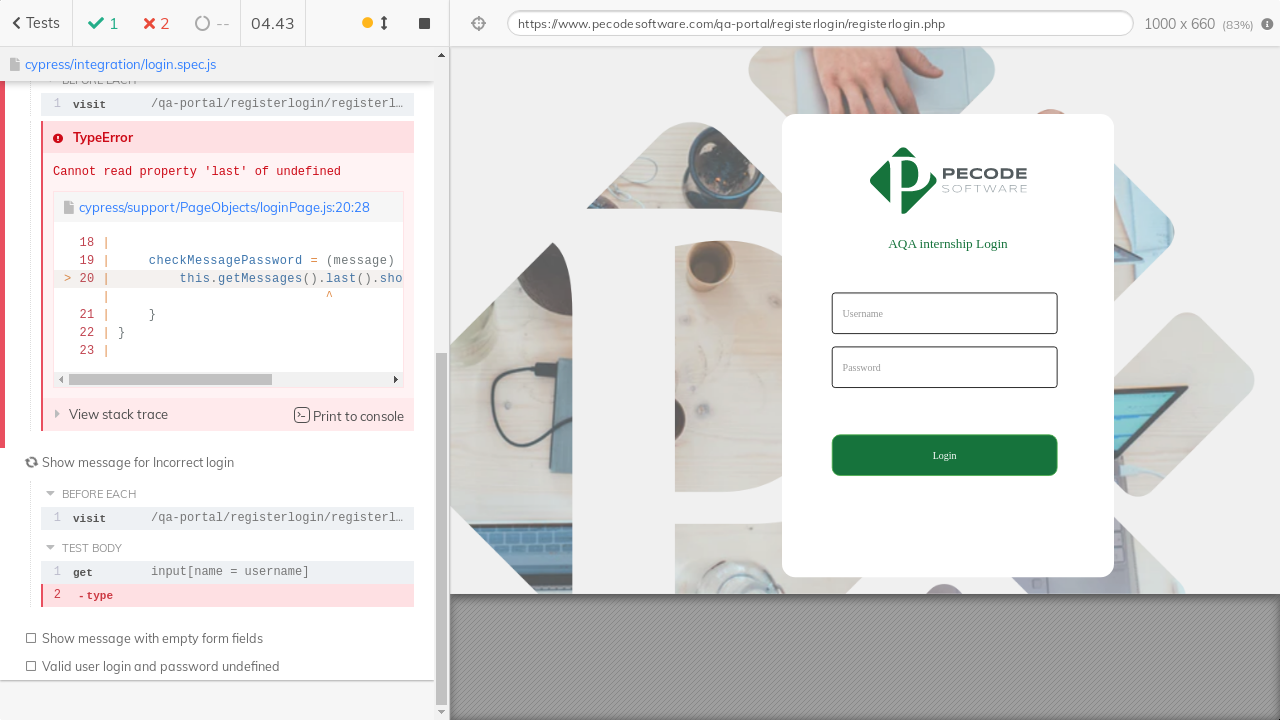 Tests
1
2
--
04.43
https://www.pecodesoftware.com/qa-portal/registerlogin/registerlogin.php
1000 x 660 (83%)
cypress/integration/login.spec.js
BEFORE EACH
1 visit /qa-portal/registerlogin/registerl…
TypeError
Cannot read property 'last' of undefined
cypress/support/PageObjects/loginPage.js:20:28
18 |
19 | checkMessagePassword = (message)
> 20 | this.getMessages().last().sho
| ^
21 | }
22 | }
23 |
View stack trace
Print to console
Show message for Incorrect login
BEFORE EACH
1 visit /qa-portal/registerlogin/registerl…
TEST BODY
1 get input[name = username]
2 -type
Show message with empty form fields
Valid user login and password undefined
PECODE
SOFTWARE
AQA internship Login
Username
Password
Login